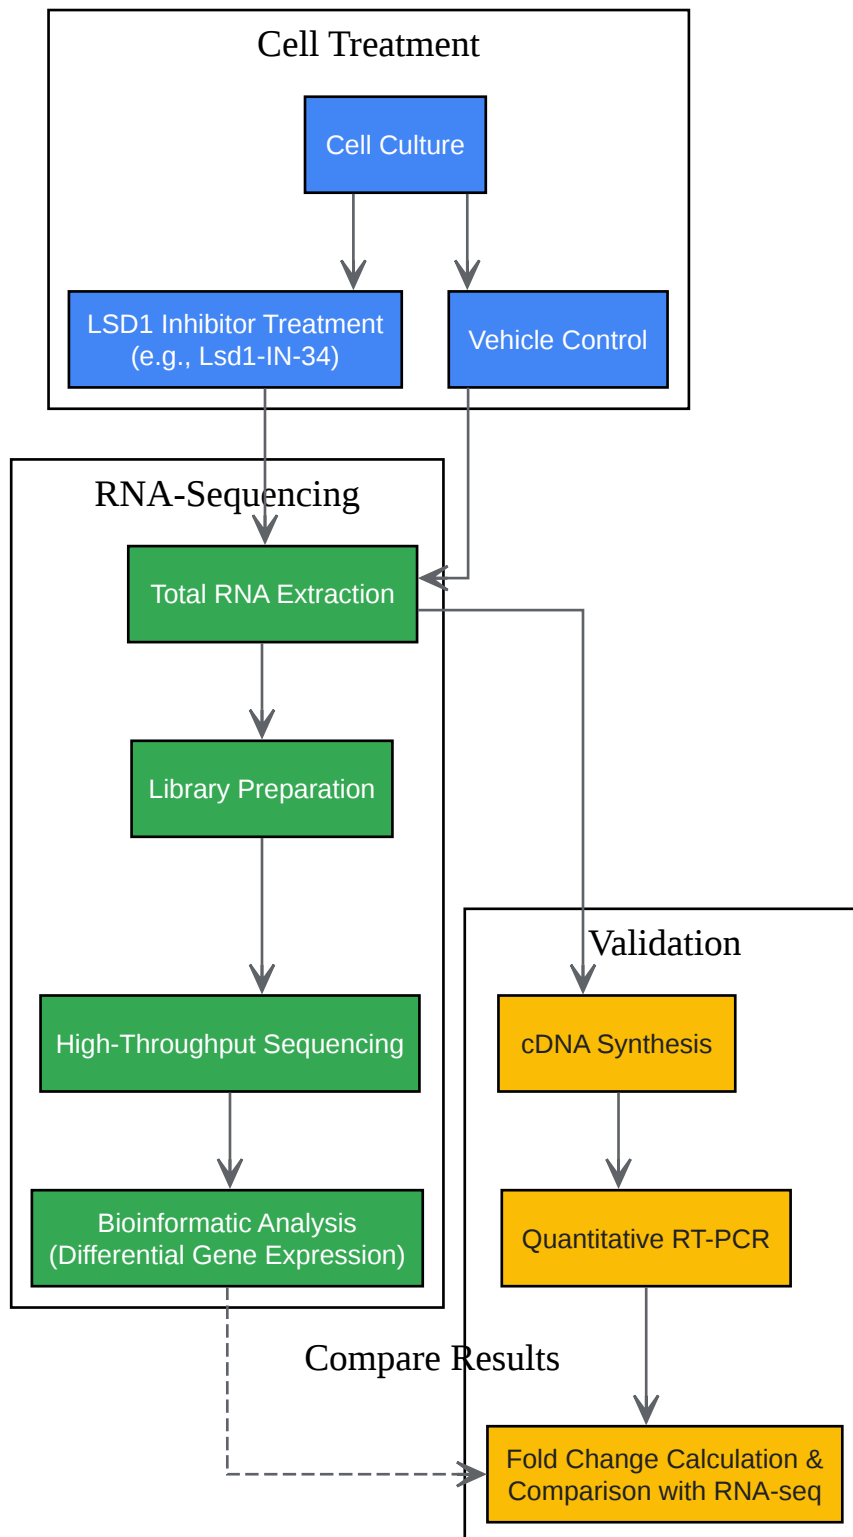 Cell Treatment
Cell Culture
LSD1 Inhibitor Treatment
(e.g., Lsd1-IN-34)
Vehicle Control
RNA-Sequencing
Total RNA Extraction
Library Preparation
High-Throughput Sequencing
Bioinformatic Analysis
(Differential Gene Expression)
Validation
cDNA Synthesis
Quantitative RT-PCR
Compare Results
Fold Change Calculation &
Comparison with RNA-seq